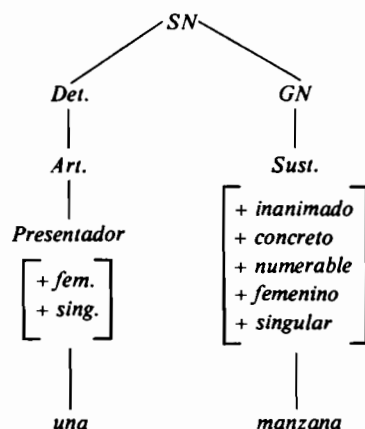 SN
Det. GN
Art. Sust.
Presentador
+ fem.
+ sing.
+ inanimado
+ concreto
+ numerable
+ femenino
+ singular
una manzana